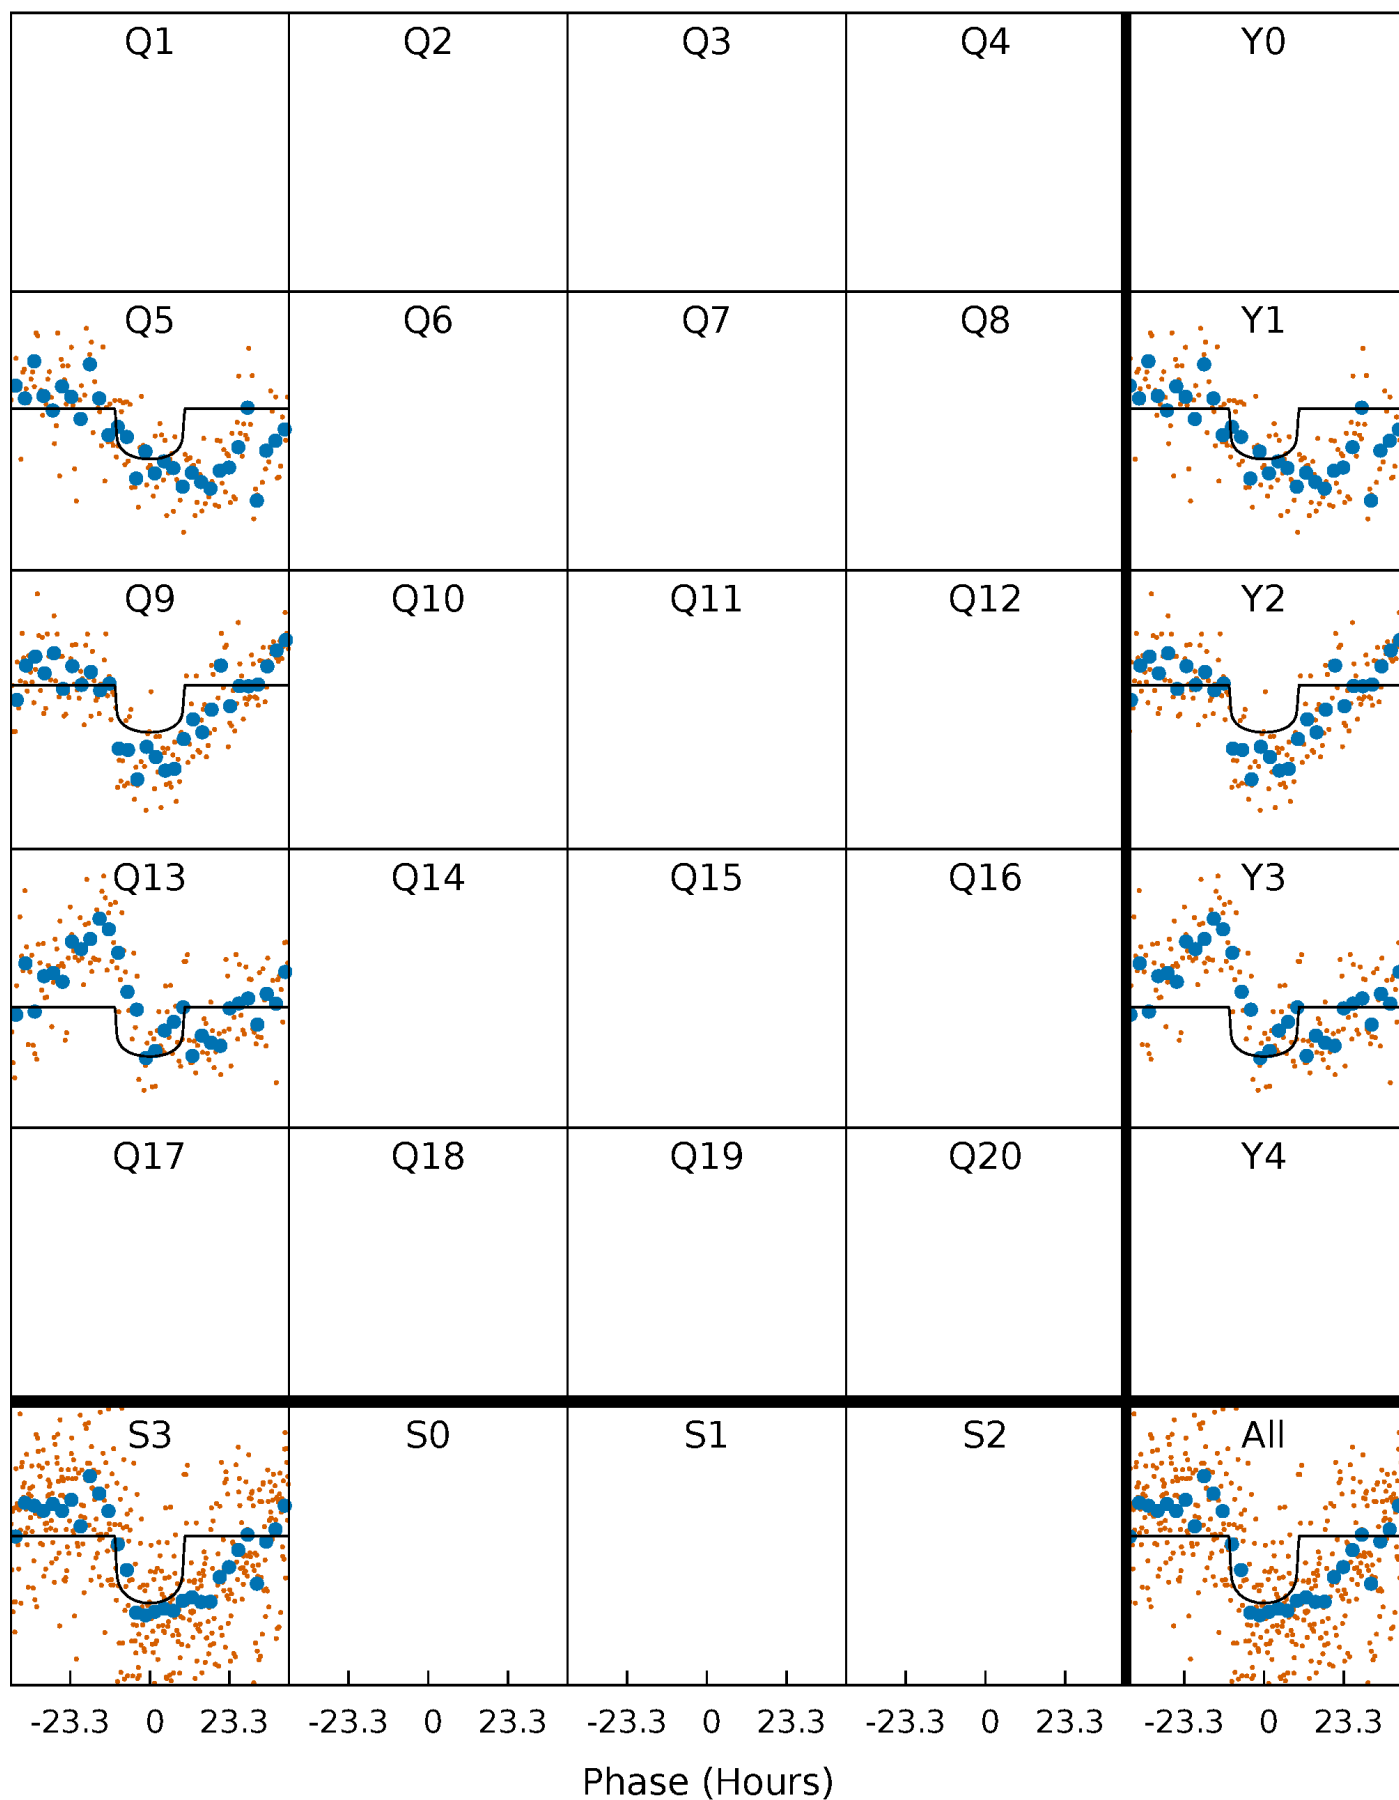 Q1 Q2 Q3 Q4 Y0
Q5 Q6 Q7 Q8 Y1
Q9 Q10 Q11 Q12 Y2
Q13 Q14 Q15 Q16 Y3
Q17 Q18 Q19 Q20 Y4
S3 S0 S1 S2 All
-23.3 0 23.3 -23.3 0 23.3 -23.3 0 23.3 -23.3 0 23.3 -23.3 0 23.3
Phase (Hours)